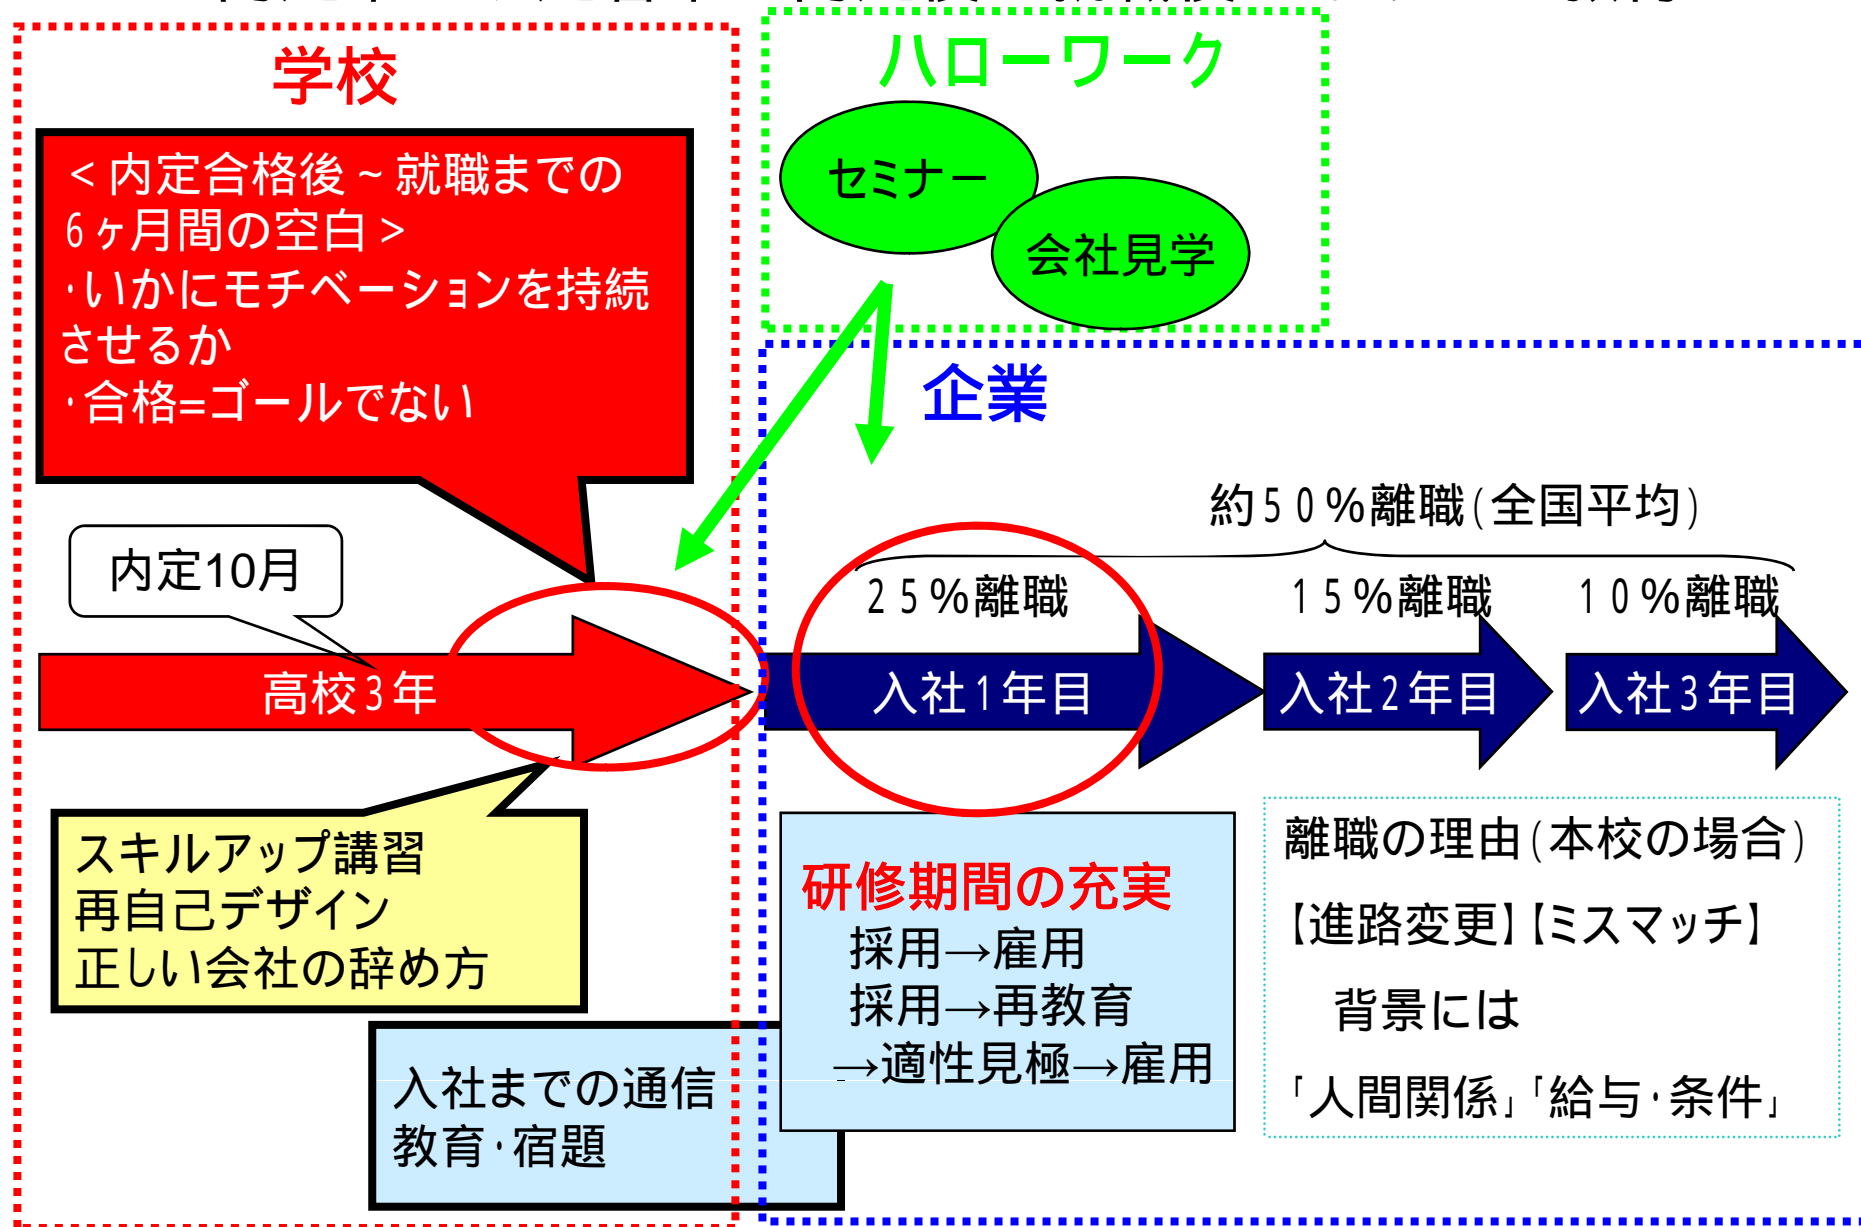 学校
ハローワーク
<内定合格後~就職までの
6ヶ月間の空白>
・いかにモチベーションを持続
させるか
・合格=ゴールでない
セミナー
会社見学
企業
約50%離職(全国平均)
内定10月
25%離職
15%離職
10%離職
高校3年
入社1年目
入社2年目
入社3年目
スキルアップ講習
再自己デザイン
正しい会社の辞め方
入社までの通信
教育・宿題
研修期間の充実
採用→雇用
採用→再教育
→適性見極→雇用
離職の理由(本校の場合)
【進路変更】【ミスマッチ】
背景には
「人間関係」「給与・条件」